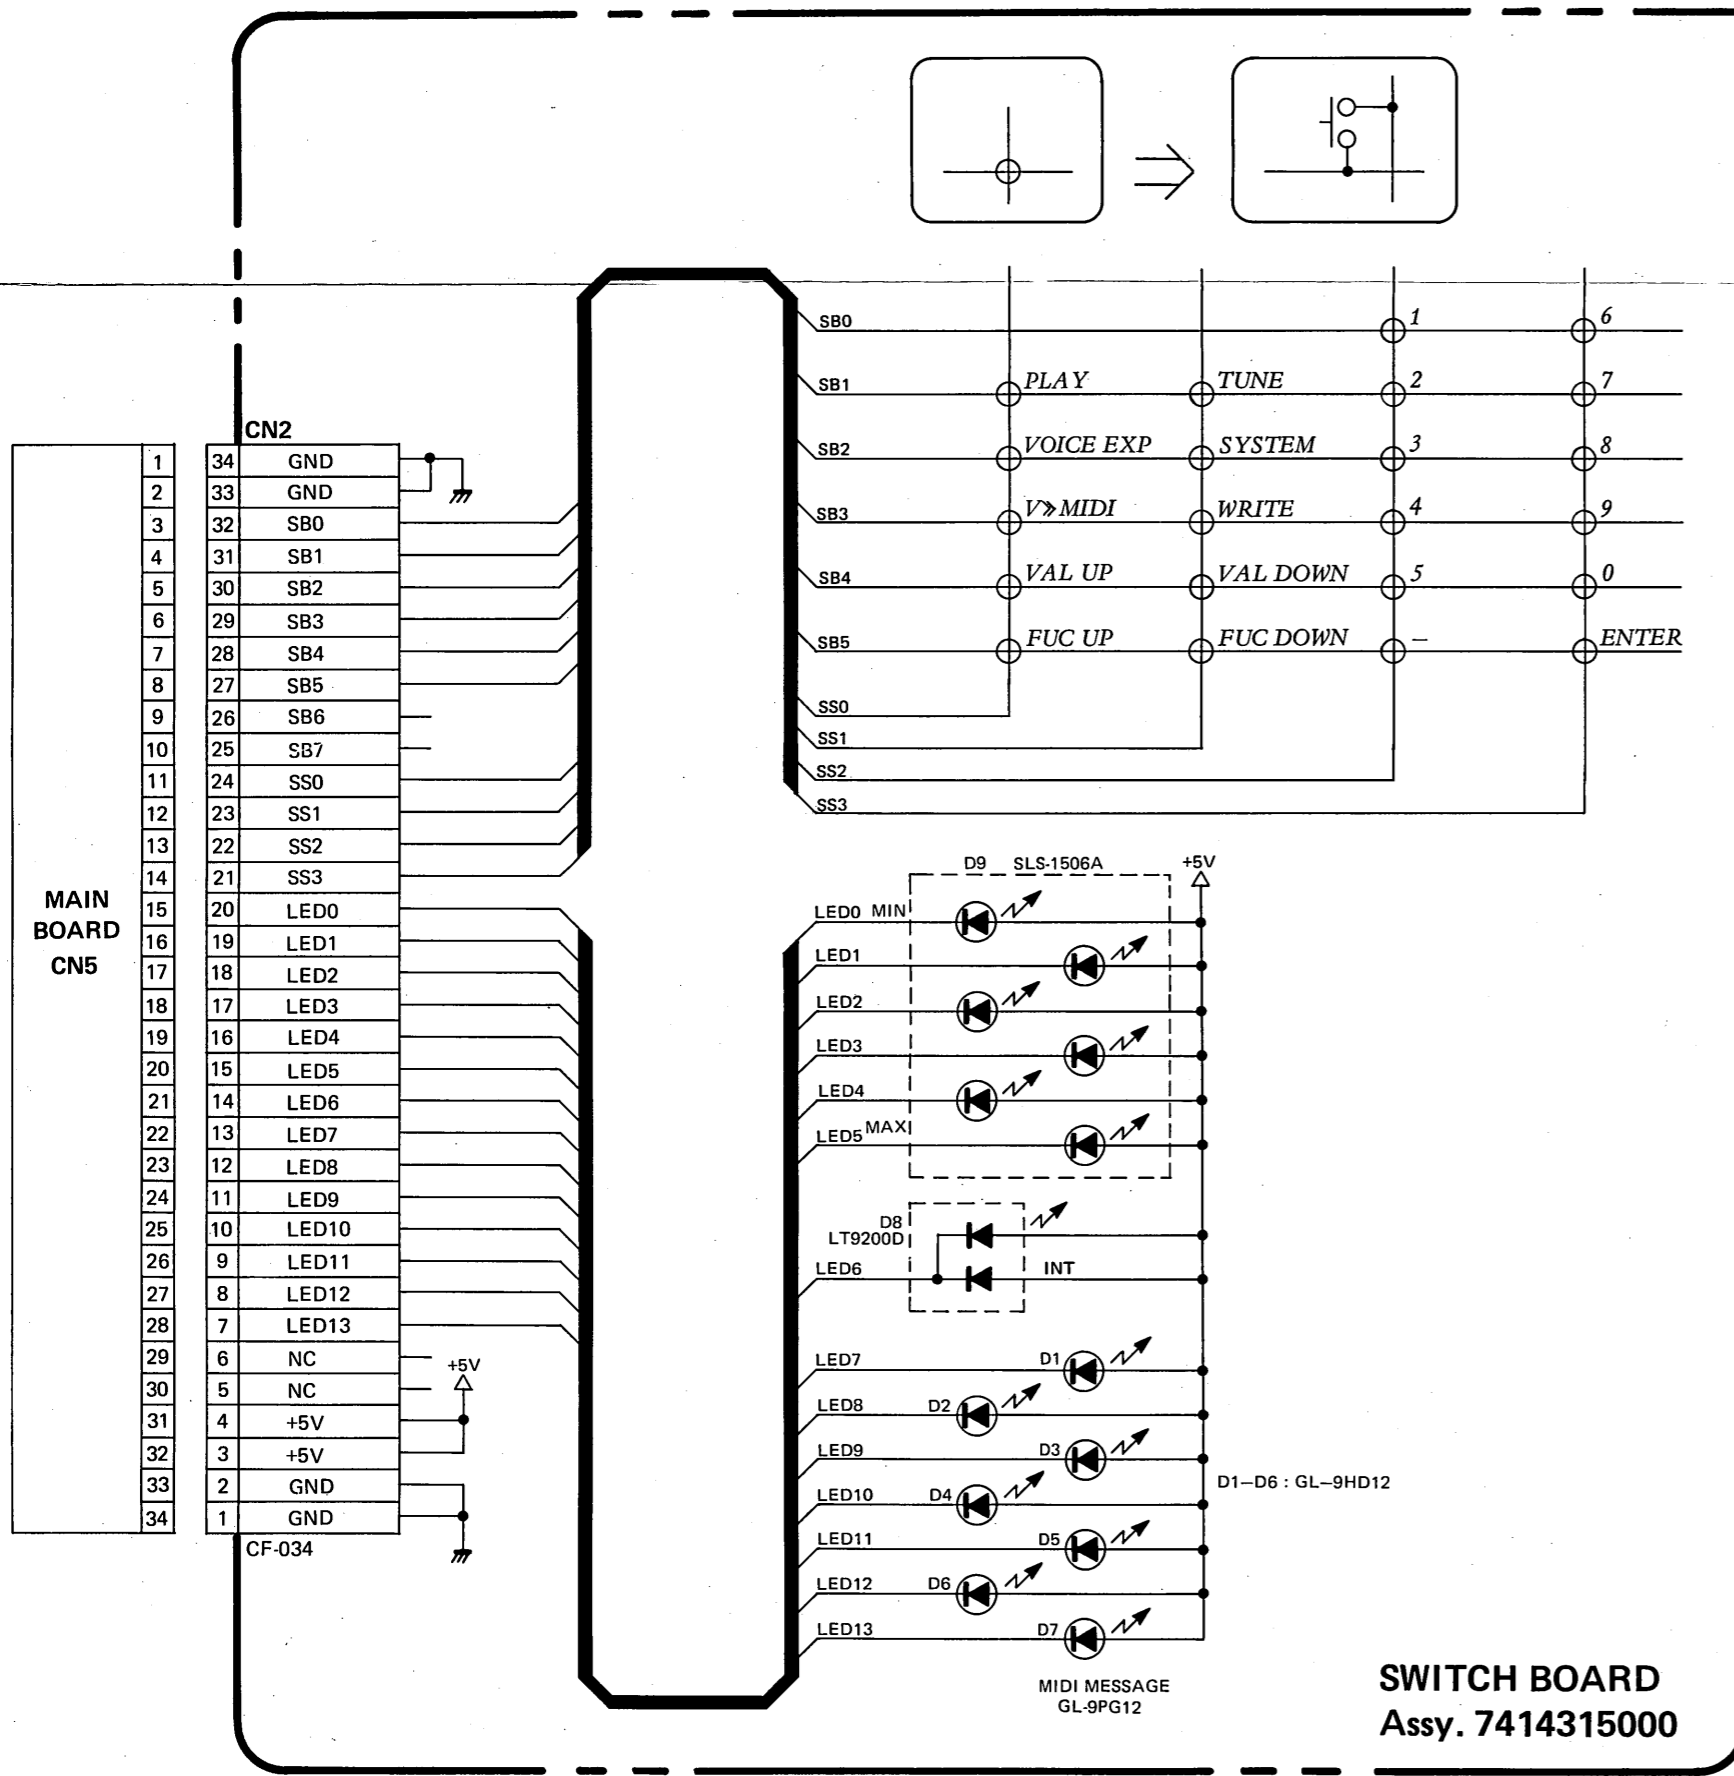 SB0 1 6
SB1 PLAY TUNE 2 7
SB2 VOICE EXP SYSTEM 3 8
SB3 V≫MIDI WRITE 4 9
SB4 VAL UP VAL DOWN 5 0
SB5 FUC UP FUC DOWN — ENTER
SS0
SS1
SS2
SS3
CN2
1 34 GND
2 33 GND
3 32 SB0
4 31 SB1
5 30 SB2
6 29 SB3
7 28 SB4
8 27 SB5
9 26 SB6
10 25 SB7
11 24 SS0
12 23 SS1
13 22 SS2
14 21 SS3
15 20 LED0
16 19 LED1
17 18 LED2
18 17 LED3
19 16 LED4
20 15 LED5
21 14 LED6
22 13 LED7
23 12 LED8
24 11 LED9
25 10 LED10
26 9 LED11
27 8 LED12
28 7 LED13
29 6 NC
30 5 NC
31 4 +5V
32 3 +5V
33 2 GND
34 1 GND
CF-034
+5V
MAIN
BOARD
CN5
D9 SLS-1506A +5V
LED0 MIN
LED1
LED2
LED3
LED4
LED5 MAX
D8
LT9200D
LED6 INT
LED7 D1
LED8 D2
LED9 D3
D1–D6 : GL–9HD12
LED10 D4
LED11 D5
LED12 D6
LED13 D7
MIDI MESSAGE
GL-9PG12
SWITCH BOARD
Assy. 7414315000